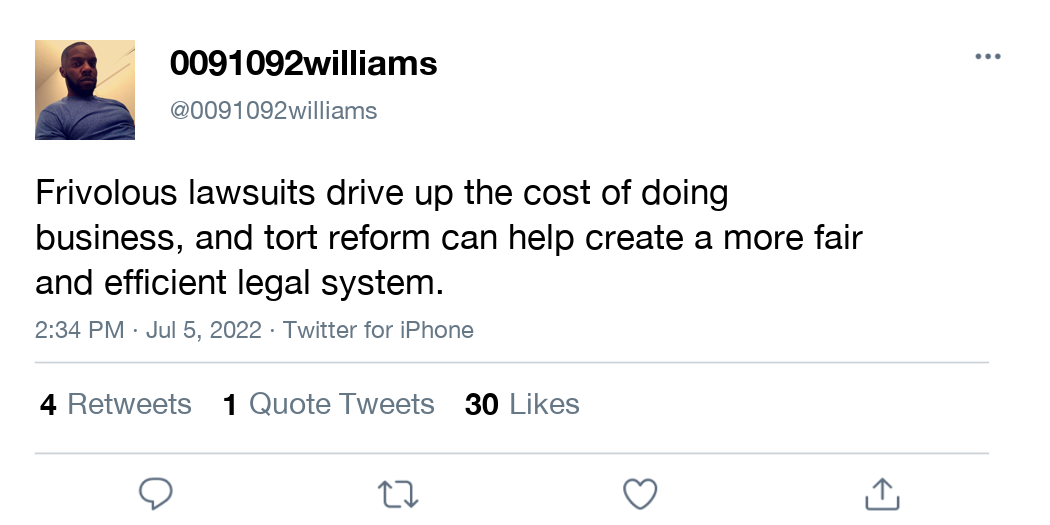 0091092williams
@0091092williams
Frivolous lawsuits drive up the cost of doing
business, and tort reform can help create a more fair
and efficient legal system.
2:34 PM · Jul 5, 2022 · Twitter for iPhone
4 Retweets 1 Quote Tweets 30 Likes